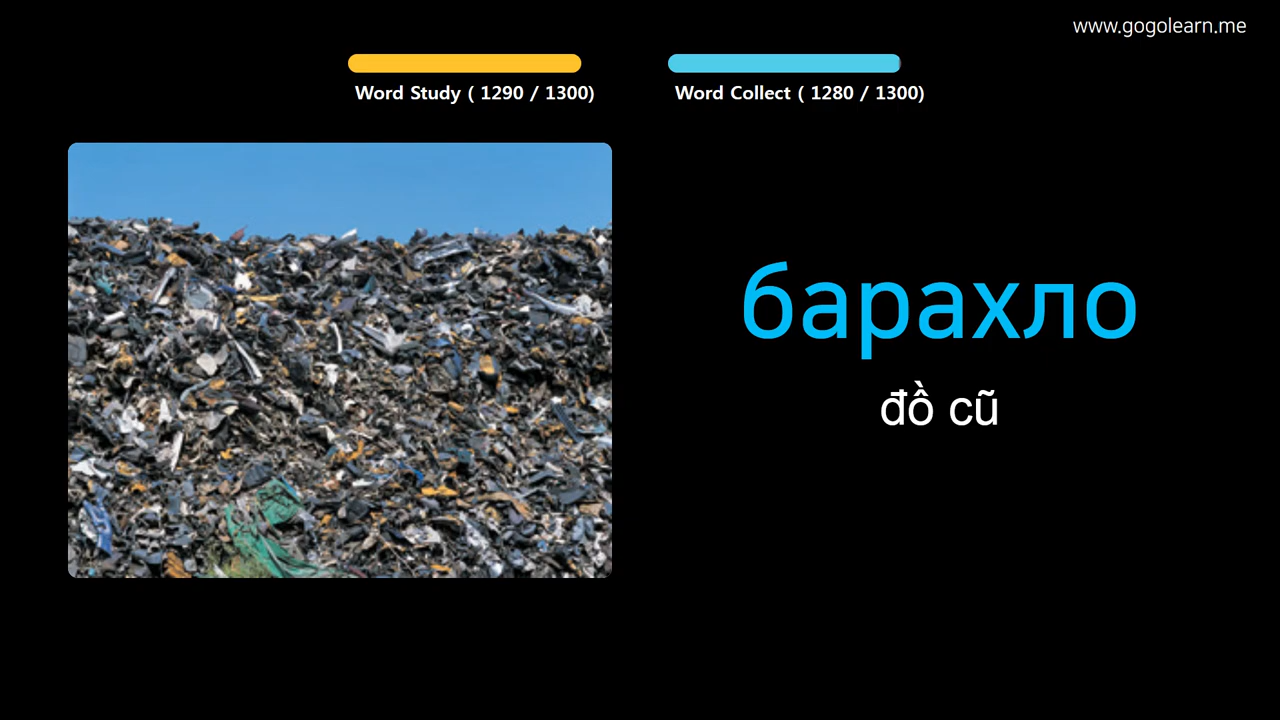 www.gogolearn.me
Word Study ( 1290 / 1300)
Word Collect ( 1280 / 1300)
барахло
đồ cũ